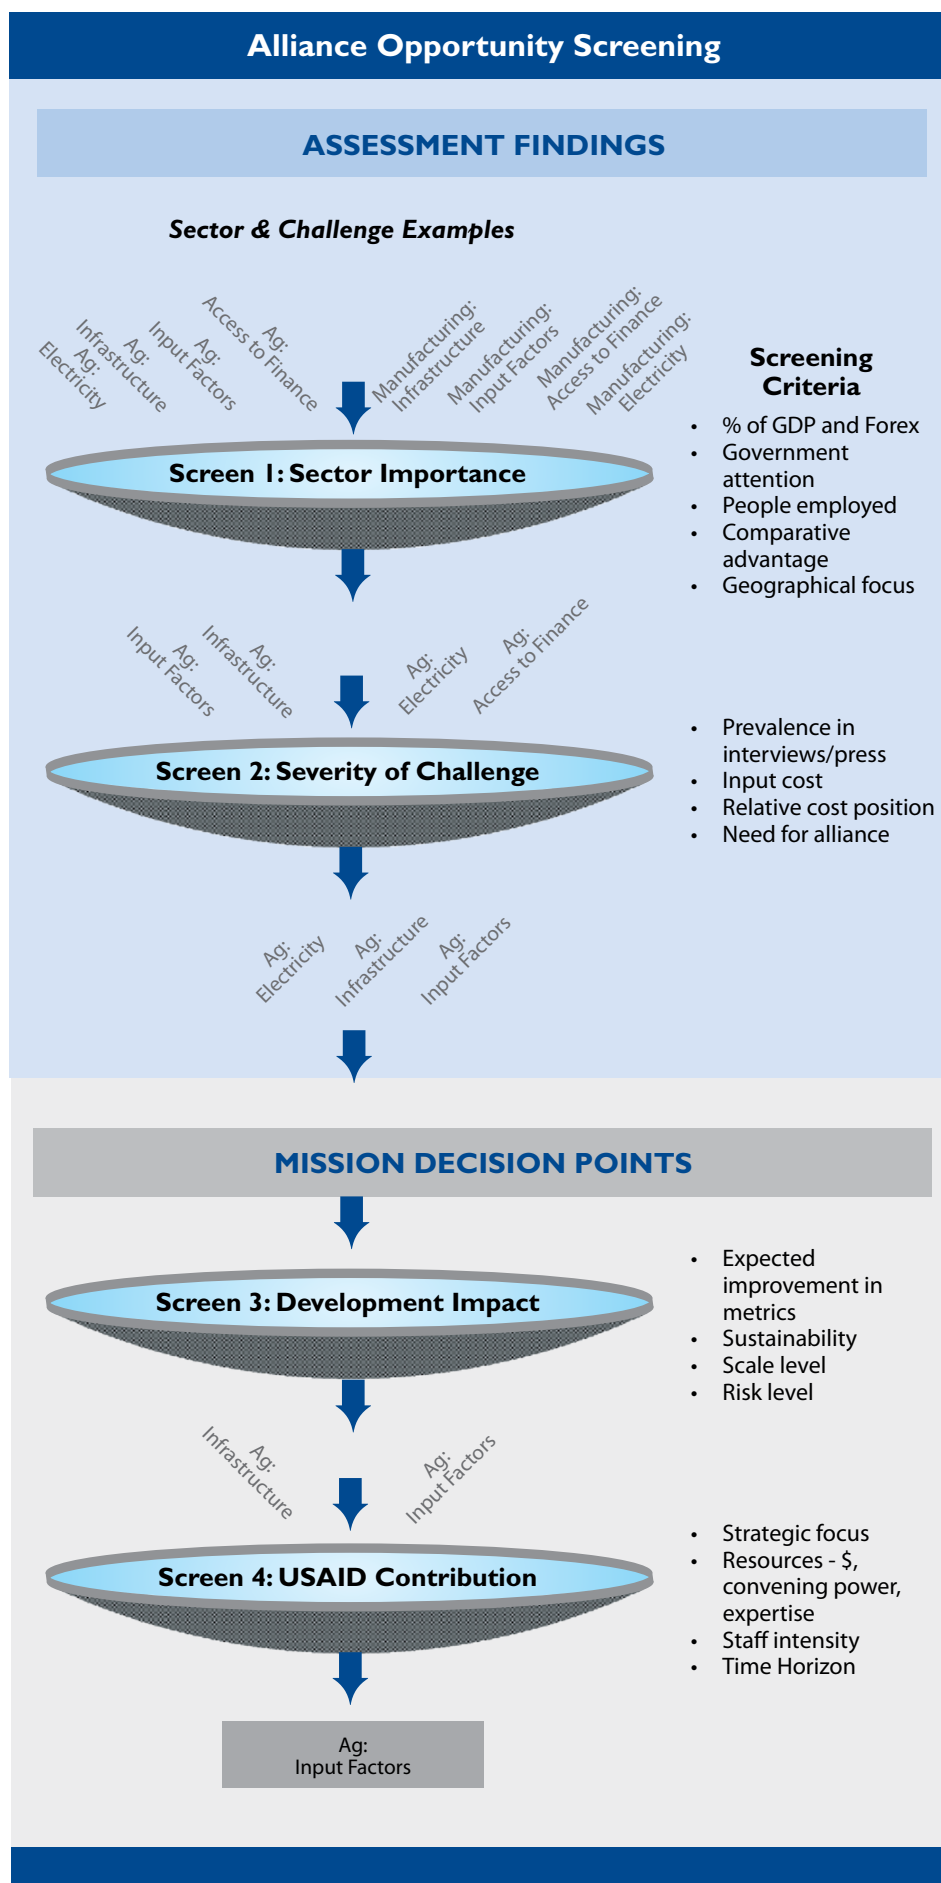 Alliance Opportunity Screening
ASSESSMENT FINDINGS
Sector & Challenge Examples
Ag:
Electricity
Ag:
Infrastructure
Ag:
Input Factors
Ag:
Access to Finance
Manufacturing:
Infrastructure
Manufacturing:
Input Factors
Manufacturing:
Access to Finance
Manufacturing:
Electricity
Screening
Criteria
Screen 1: Sector Importance
• % of GDP and Forex
• Government
attention
• People employed
• Comparative
advantage
• Geographical focus
Ag:
Input Factors
Ag:
Infrastructure
Ag:
Electricity
Ag:
Access to Finance
Screen 2: Severity of Challenge
• Prevalence in
interviews/press
• Input cost
• Relative cost position
• Need for alliance
Ag:
Electricity
Ag:
Infrastructure
Ag:
Input Factors
MISSION DECISION POINTS
Screen 3: Development Impact
• Expected
improvement in
metrics
• Sustainability
• Scale level
• Risk level
Ag:
Infrastructure
Ag:
Input Factors
Screen 4: USAID Contribution
• Strategic focus
• Resources - $,
convening power,
expertise
• Staff intensity
• Time Horizon
Ag:
Input Factors